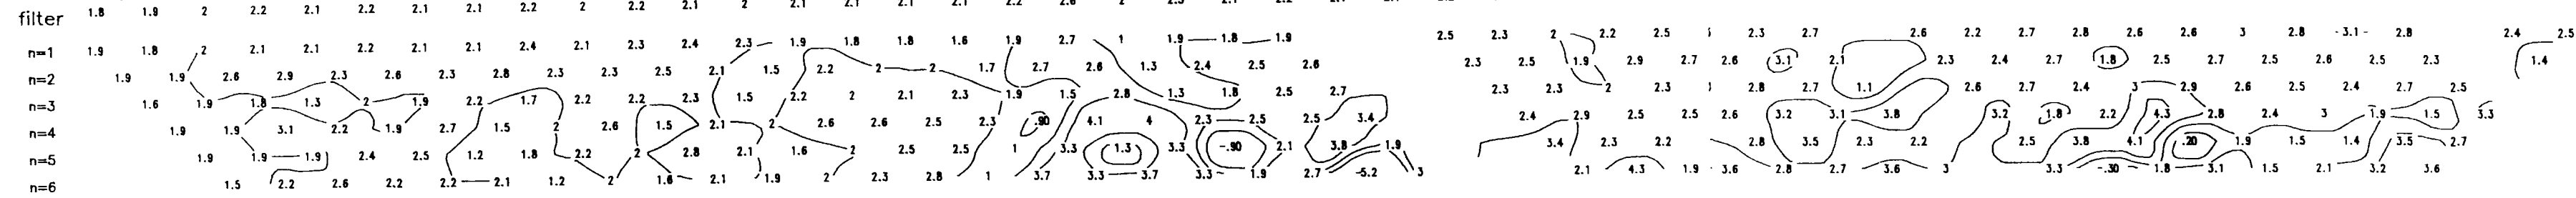 filter 1.8 1.9 2 2.2 2.1 2.2 2.1 2.1 2.2 2 2.2 2.1 2 2.1 2.1 2.1 2.1 2.2 2.6 2
n=1 1.9 1.8 2 2.1 2.1 2.2 2.1 2.1 2.4 2.1 2.3 2.4 2.3 1.9 1.8 1.8 1.6 1.9 2.7 1 1.9 1.8 1.9 2.5 2.3 2 2.2 2.5 2.3 2.7 2.6 2.2 2.7 2.8 2.6 2.6 3 2.8 3.1 2.8 2.4 2.5
n=2 1.9 1.9 2.6 2.9 2.3 2.6 2.3 2.8 2.3 2.3 2.5 2.1 1.5 2.2 2 2 1.7 2.7 2.6 1.3 2.4 2.5 2.6 2.3 2.5 1.9 2.9 2.7 2.6 3.1 2.1 2.3 2.4 2.7 1.8 2.5 2.7 2.5 2.6 2.5 2.3 1.4
n=3 1.6 1.9 1.8 1.3 2 1.9 2.2 1.7 2.2 2.2 2.3 1.5 2.2 2 2.1 2.3 1.9 1.5 2.8 1.3 1.8 2.5 2.7 2.3 2.3 2 2.3 2.8 2.7 1.1 2.6 2.7 2.4 3 2.9 2.6 2.5 2.4 2.7 2.5
n=4 1.9 1.9 3.1 2.2 1.9 2.7 1.5 2 2.6 1.5 2.1 2 2.6 2.6 2.5 2.3 .90 4.1 4 2.3 2.5 2.5 3.4 2.4 2.9 2.5 2.5 2.6 3.2 3.1 3.8 3.2 1.8 2.2 4.3 2.8 2.4 3 1.9 1.5 3.3
n=5 1.9 1.9 1.9 2.4 2.5 1.2 1.8 2.2 2 2.8 2.1 1.6 2 2.5 2.5 1 3.3 1.3 3.3 -.90 2.1 3.8 1.9 3.4 2.3 2.2 2.8 3.5 2.3 2.2 2.5 3.8 4.1 .20 1.9 1.5 1.4 3.5 2.7
n=6 1.5 2.2 2.6 2.2 2.2 2.1 1.2 2 1.6 2.1 1.9 2 2.3 2.8 1 3.7 3.3 3.7 3.3 1.9 2.7 -5.2 3 2.1 4.3 1.9 3.6 2.8 2.7 3.6 3 3.3 -.30 1.8 3.1 1.5 2.1 3.2 3.6